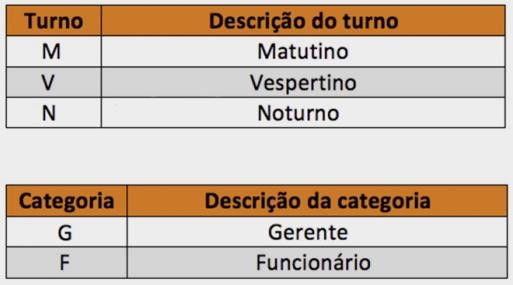 Turno Descrição do turno
M Matutino
V Vespertino
N Noturno
Categoria Descrição da categoria
G Gerente
F Funcionário